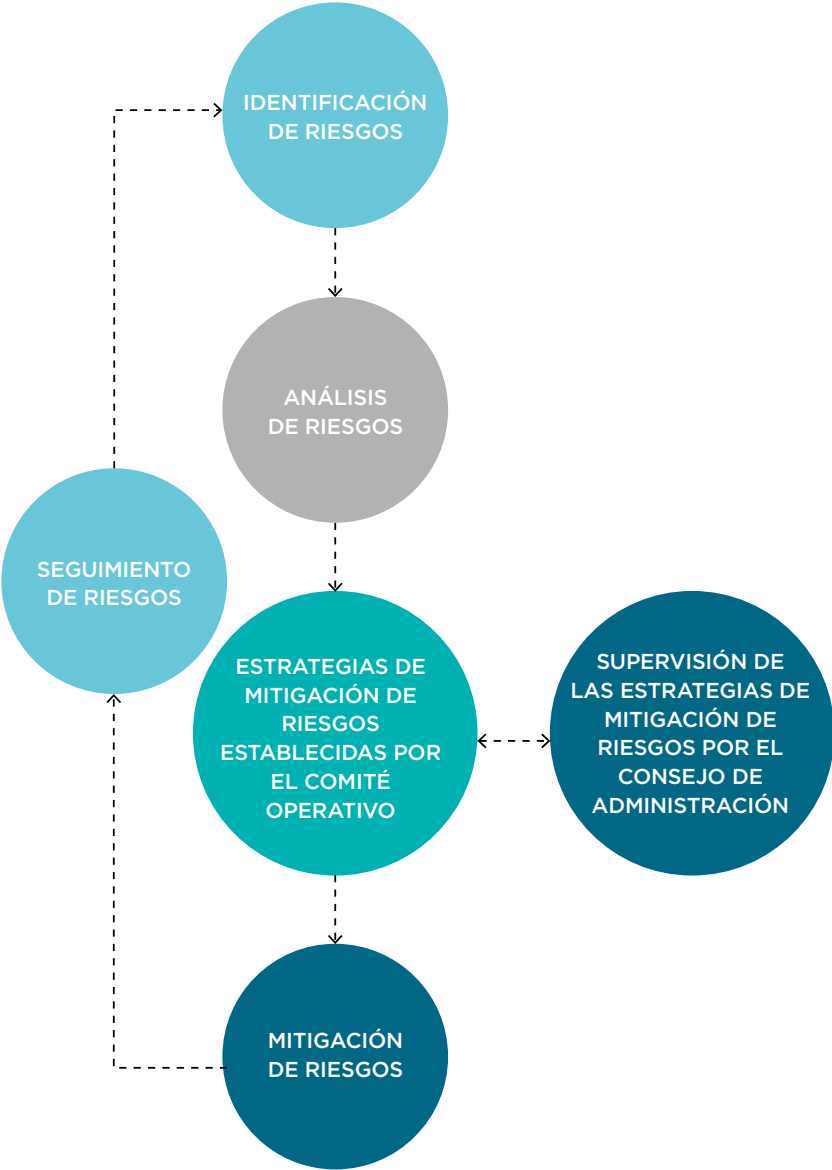 IDENTIFICACIÓN
DE RIESGOS
ANÁLISIS
DE RIESGOS
SEGUIMIENTO
DE RIESGOS
ESTRATEGIAS DE
MITIGACIÓN DE
RIESGOS
ESTABLECIDAS POR
EL COMITÉ
OPERATIVO
SUPERVISIÓN DE
LAS ESTRATEGIAS DE
MITIGACIÓN DE
RIESGOS POR EL
CONSEJO DE
ADMINISTRACIÓN
MITIGACIÓN
DE RIESGOS